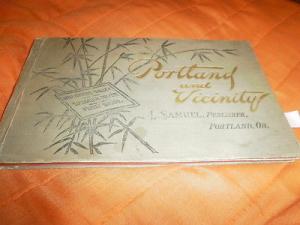 Portland
and
Vicinity
L. SAMUEL, PUBLISHER,
PORTLAND, OR.